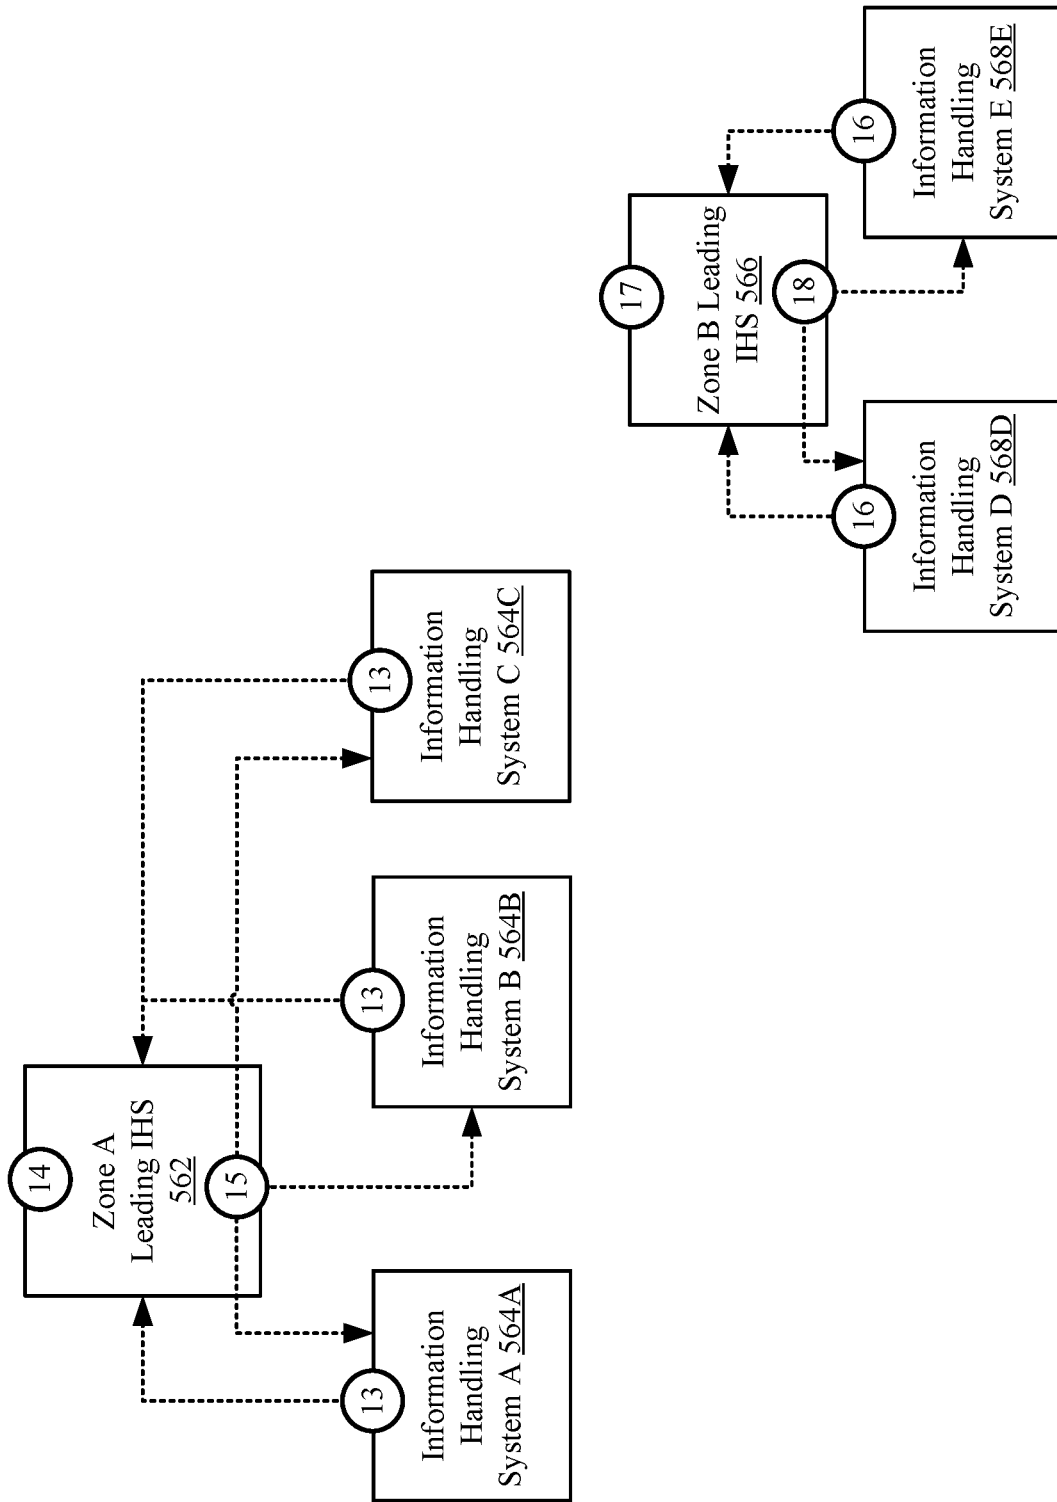 14
Zone A
Leading IHS
562
15
13
Information
Handling
System A 564A
13
Information
Handling
System B 564B
13
Information
Handling
System C 564C
17
Zone B Leading
IHS 566
18
16
Information
Handling
System D 568D
16
Information
Handling
System E 568E